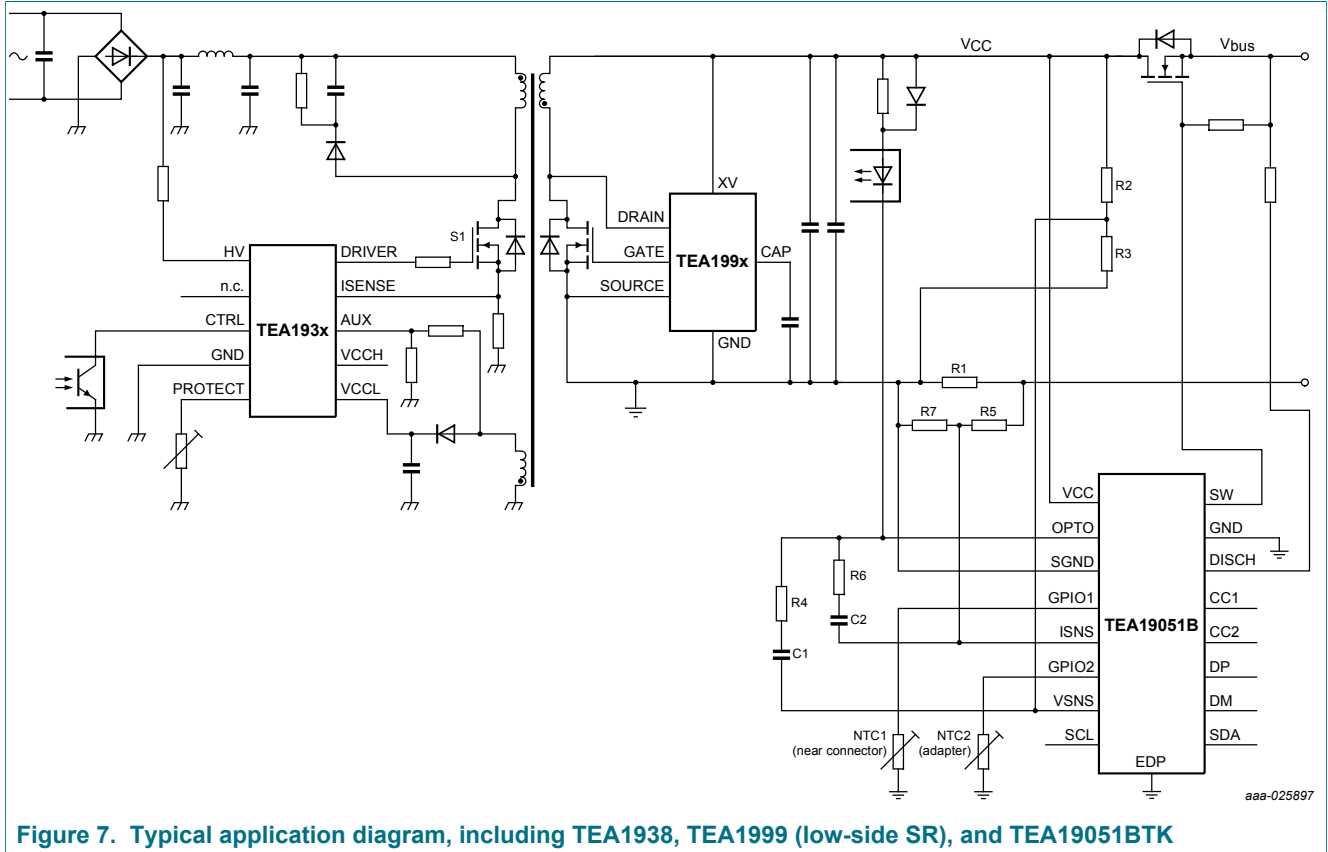 VCC
Vbus
XV
R2
DRAIN
S1
R3
HV
DRIVER
GATE
TEA199x
CAP
n.c.
ISENSE
SOURCE
CTRL
TEA193x
AUX
GND
GND
VCCH
R1
PROTECT
VCCL
R7
R5
VCC
SW
OPTO
GND
R6
SGND
DISCH
R4
GPIO1
CC1
C2
TEA19051B
ISNS
CC2
C1
GPIO2
DP
VSNS
DM
NTC1
(near connector)
NTC2
(adapter)
SCL
SDA
EDP
aaa-025897
Figure 7. Typical application diagram, including TEA1938, TEA1999 (low-side SR), and TEA19051BTK